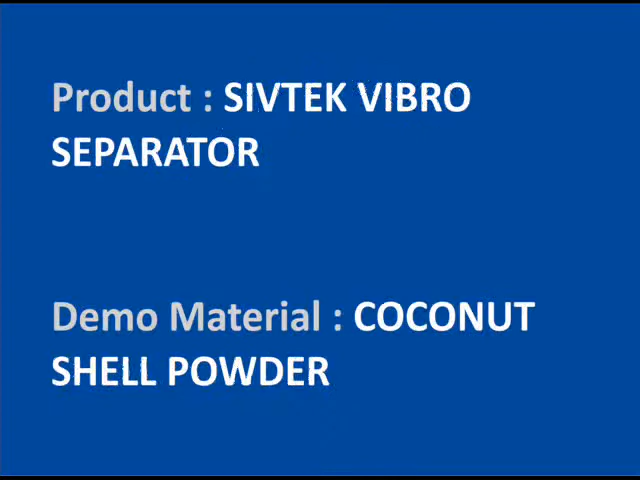 Product : SIVTEK VIBRO
SEPARATOR
Demo Material : COCONUT
SHELL POWDER